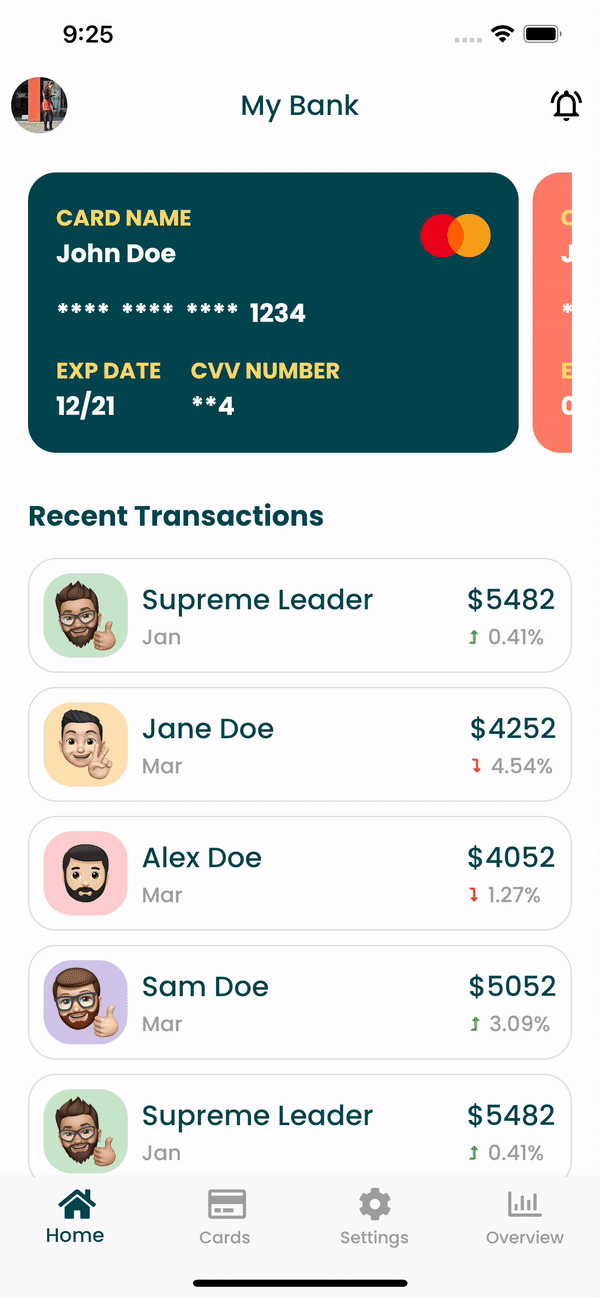 9:25
My Bank
CARD NAME
John Doe
**** **** **** 1234
EXP DATE CVV NUMBER
12/21 **4
Recent Transactions
Supreme Leader $5482
Jan 0.41%
Jane Doe $4252
Mar 4.54%
Alex Doe $4052
Mar 1.27%
Sam Doe $5052
Mar 3.09%
Supreme Leader $5482
Jan 0.41%
Home Cards Settings Overview